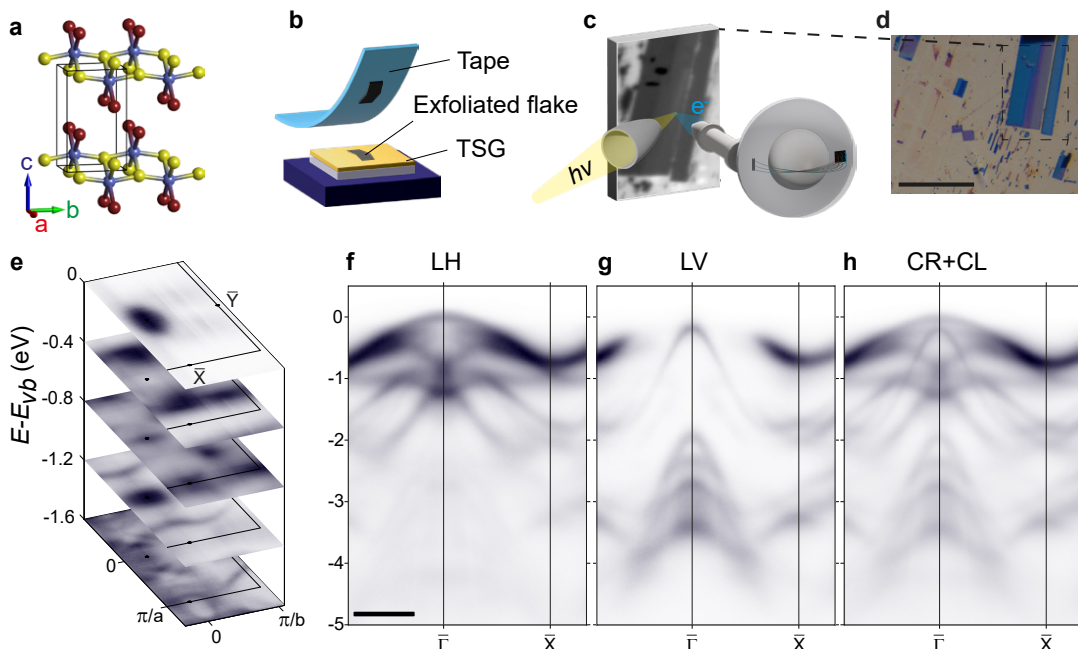 a
c
a
b
b
Tape
Exfoliated flake
TSG
c
hν
e⁻
d
e
0
-0.4
-0.8
-1.2
-1.6
E-Evb (eV)
Ȳ
X̄
0
π/a
0
π/b
f
LH
g
LV
h
CR+CL
0
-1
-2
-3
-4
-5
Γ̄
X̄
Γ̄
X̄
Γ̄
X̄